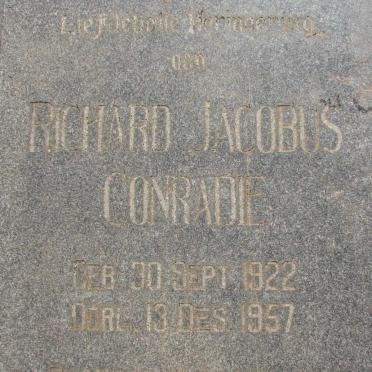 Liefdevolle Herinnering
aan
RICHARD JACOBUS
CONRADIE
GEB. 30 SEPT. 1922
OORL. 13 DES. 1957